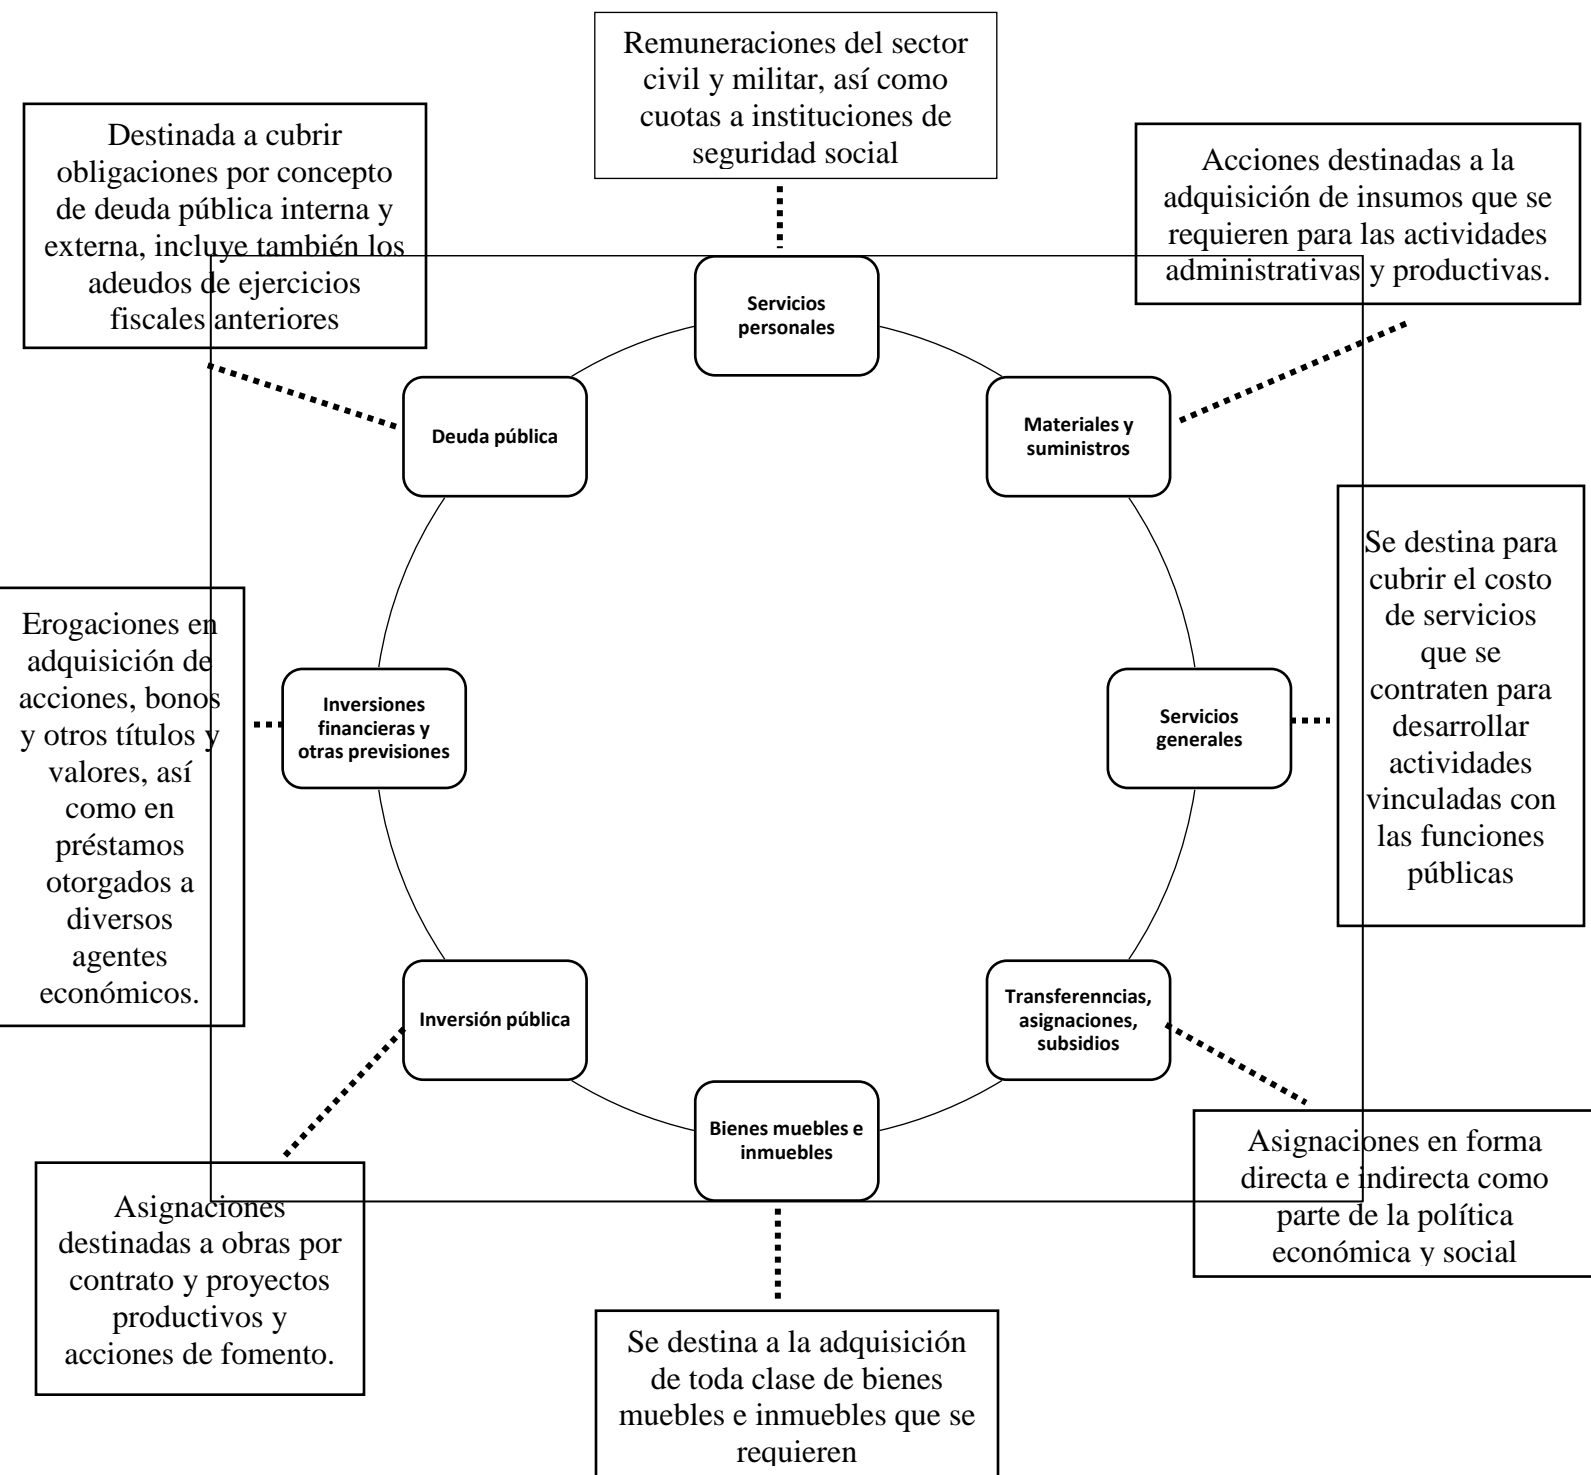 Remuneraciones del sector
civil y militar, así como
cuotas a instituciones de
seguridad social
Destinada a cubrir
obligaciones por concepto
de deuda pública interna y
externa, incluye también los
adeudos de ejercicios
fiscales anteriores
Acciones destinadas a la
adquisición de insumos que se
requieren para las actividades
administrativas y productivas.
Servicios
personales
Deuda pública
Materiales y
suministros
Se destina para
cubrir el costo
de servicios
que se
contraten para
desarrollar
actividades
vinculadas con
las funciones
públicas
Erogaciones en
adquisición de
acciones, bonos
y otros títulos y
valores, así
como en
préstamos
otorgados a
diversos
agentes
económicos.
Inversiones
financieras y
otras previsiones
Servicios
generales
Inversión pública
Transferenncias,
asignaciones,
subsidios
Bienes muebles e
inmuebles
Asignaciones en forma
directa e indirecta como
parte de la política
económica y social
Asignaciones
destinadas a obras por
contrato y proyectos
productivos y
acciones de fomento.
Se destina a la adquisición
de toda clase de bienes
muebles e inmuebles que se
requieren